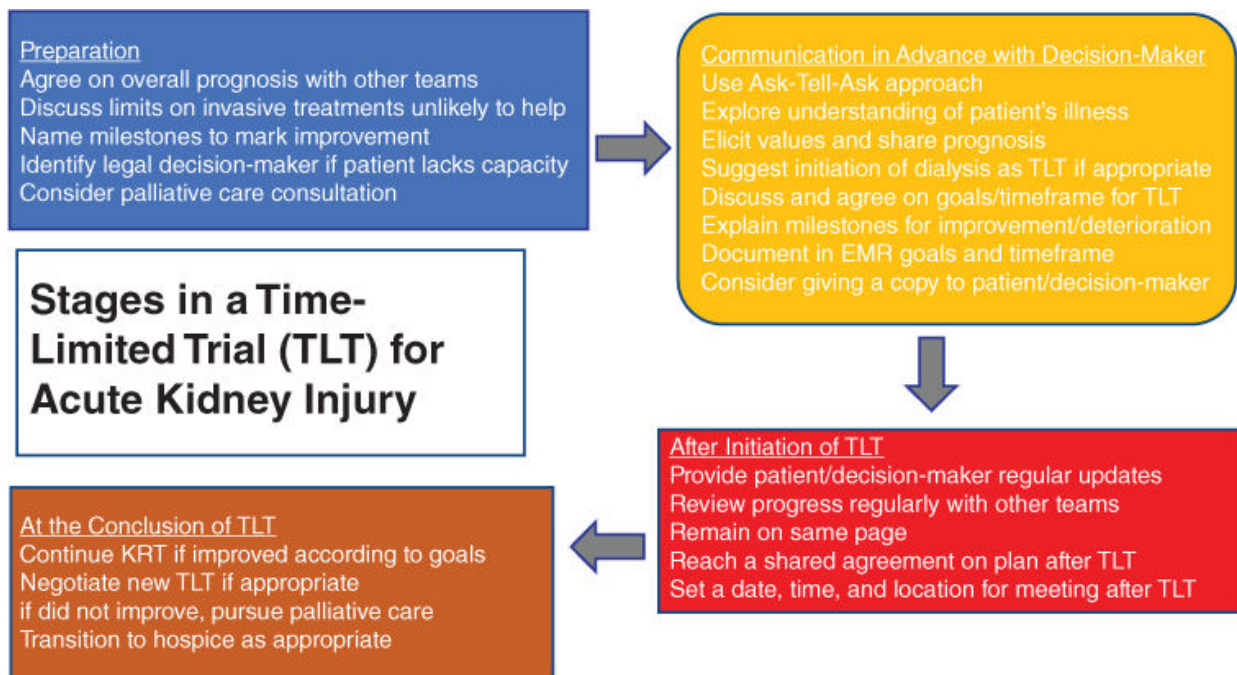 Preparation
Agree on overall prognosis with other teams
Discuss limits on invasive treatments unlikely to help
Name milestones to mark improvement
Identify legal decision-maker if patient lacks capacity
Consider palliative care consultation
Communication in Advance with Decision-Maker
Use Ask-Tell-Ask approach
Explore understanding of patient's illness
Elicit values and share prognosis
Suggest initiation of dialysis as TLT if appropriate
Discuss and agree on goals/timeframe for TLT
Explain milestones for improvement/deterioration
Document in EMR goals and timeframe
Consider giving a copy to patient/decision-maker
Stages in a Time-
Limited Trial (TLT) for
Acute Kidney Injury
After Initiation of TLT
Provide patient/decision-maker regular updates
Review progress regularly with other teams
Remain on same page
Reach a shared agreement on plan after TLT
Set a date, time, and location for meeting after TLT
At the Conclusion of TLT
Continue KRT if improved according to goals
Negotiate new TLT if appropriate
if did not improve, pursue palliative care
Transition to hospice as appropriate